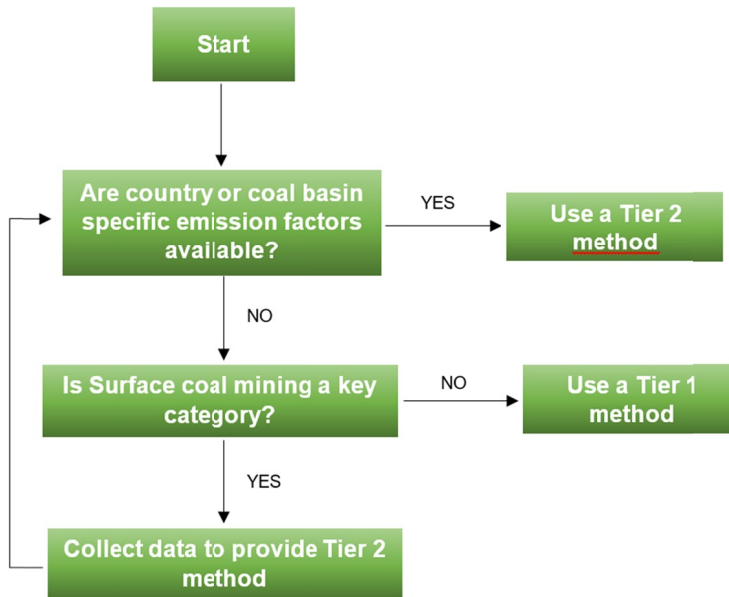 Start
Are country or coal basin
specific emission factors
available?
YES
Use a Tier 2
method
NO
Is Surface coal mining a key
category?
NO
Use a Tier 1
method
YES
Collect data to provide Tier 2
method